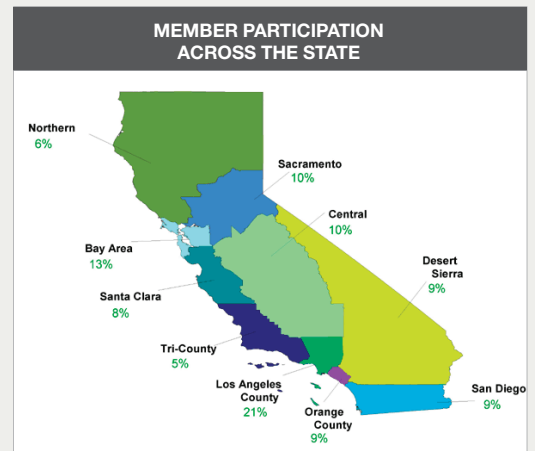 MEMBER PARTICIPATION
ACROSS THE STATE
Northern
6%
Sacramento
10%
Central
10%
Bay Area
13%
Desert
Sierra
9%
Santa Clara
8%
Tri-County
5%
Los Angeles
County
21%
Orange
County
9%
San Diego
9%